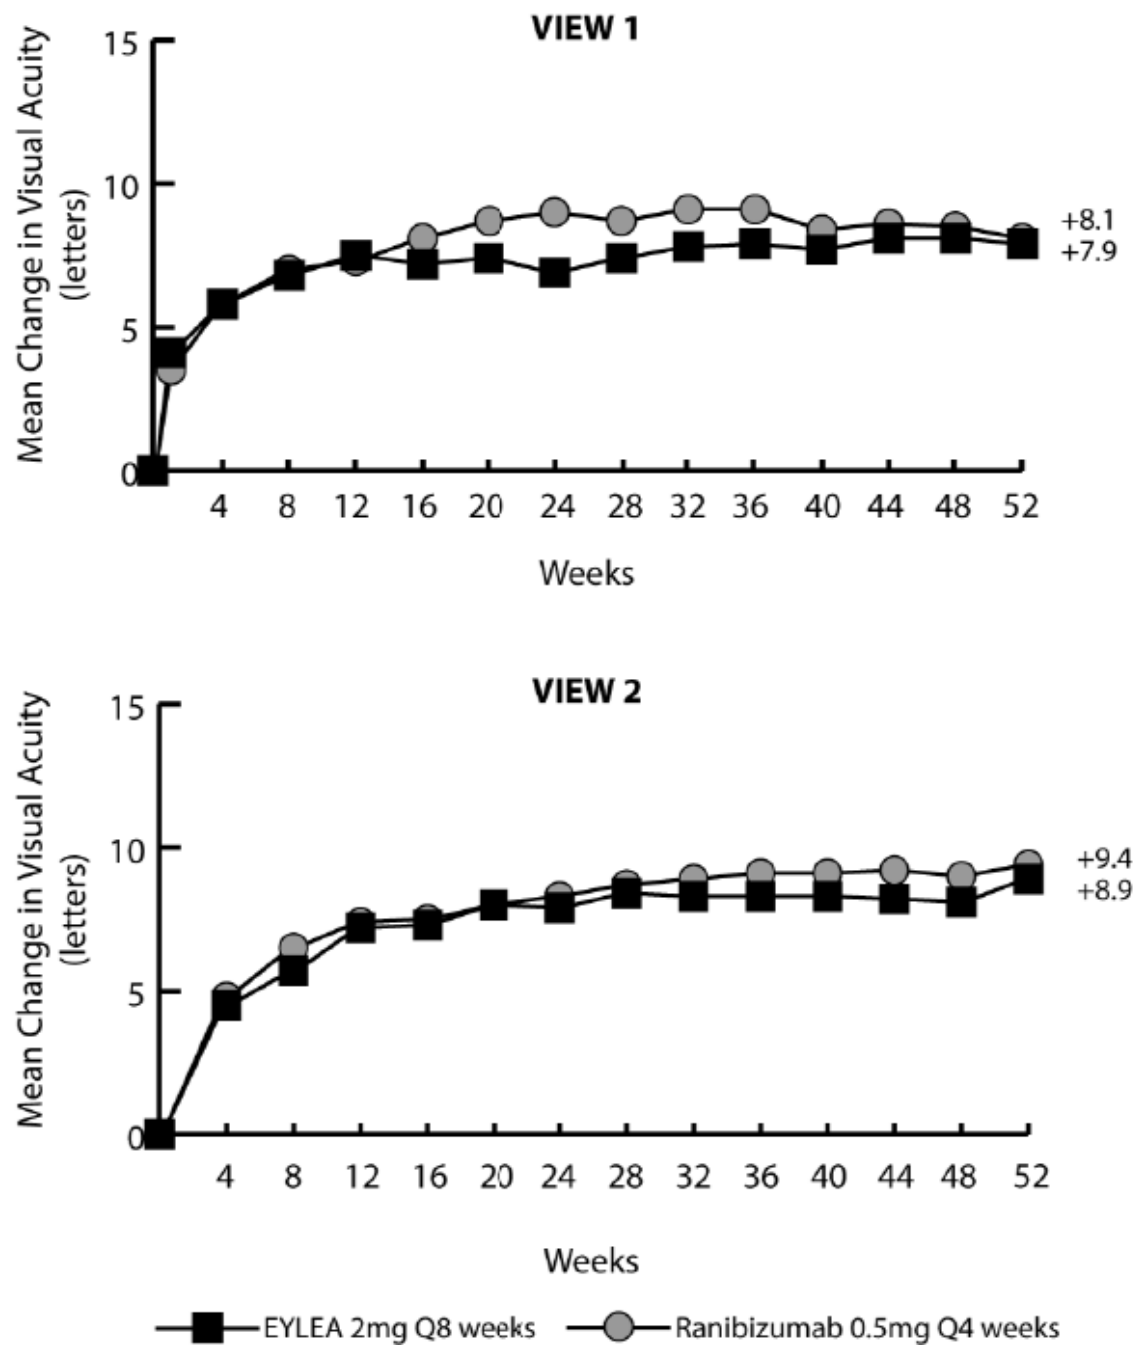 VIEW 1
Mean Change in Visual Acuity
(letters)
15
10
5
0
+8.1
+7.9
4 8 12 16 20 24 28 32 36 40 44 48 52
Weeks
VIEW 2
Mean Change in Visual Acuity
(letters)
15
10
5
0
+9.4
+8.9
4 8 12 16 20 24 28 32 36 40 44 48 52
Weeks
EYLEA 2mg Q8 weeks Ranibizumab 0.5mg Q4 weeks